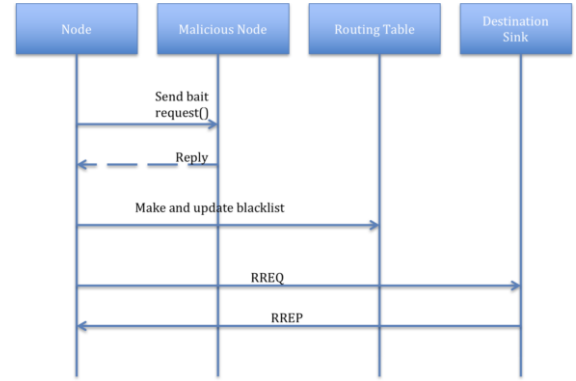 Node
Malicious Node
Routing Table
Destination
Sink
Send bait
request()
Reply
Make and update blacklist
RREQ
RREP